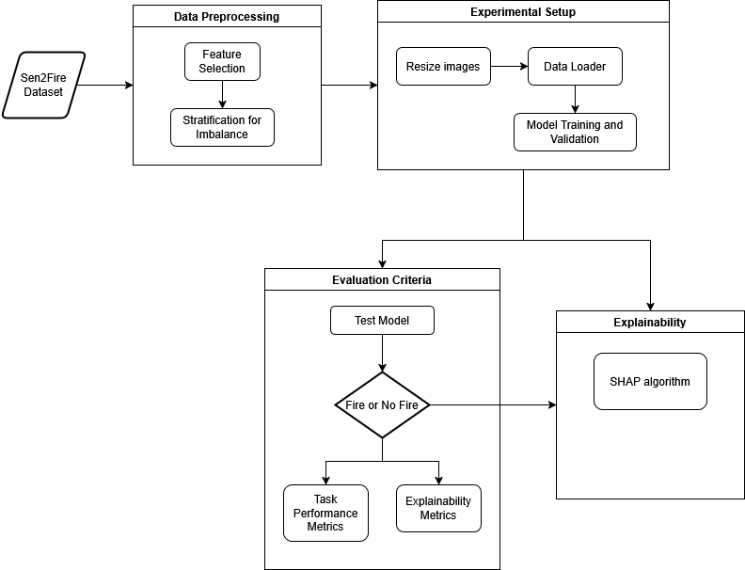 Sen2Fire
Dataset
Data Preprocessing
Feature
Selection
Stratification for
Imbalance
Experimental Setup
Resize images
Data Loader
Model Training and
Validation
Evaluation Criteria
Test Model
Fire or No Fire
Task
Performance
Metrics
Explainability
Metrics
Explainability
SHAP algorithm